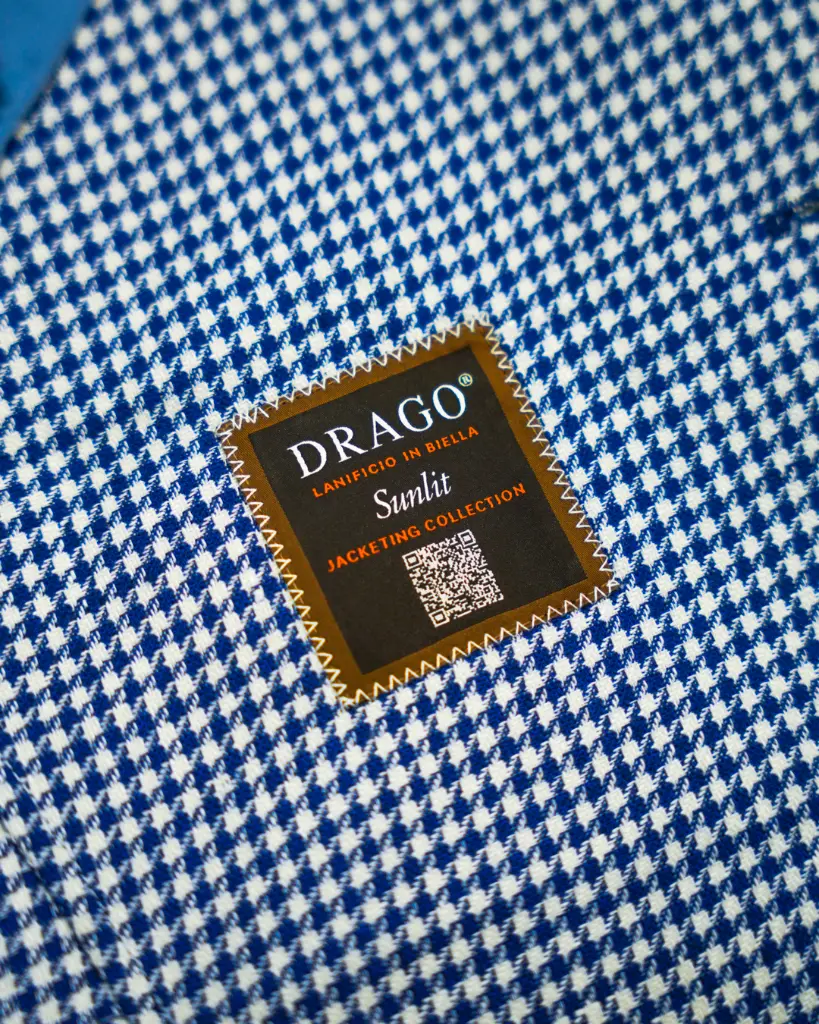 DRAGO®
LANIFICIO IN BIELLA
Sunlit
JACKETING COLLECTION